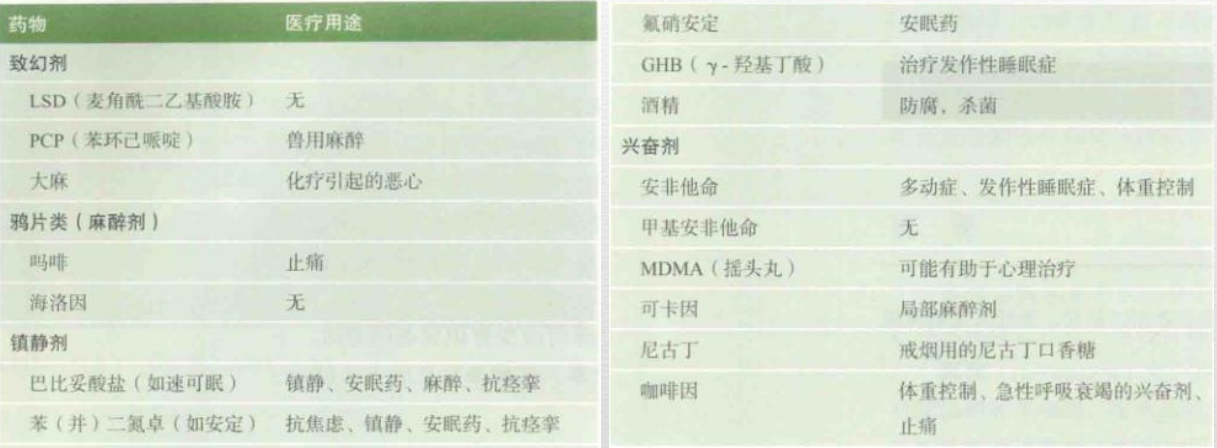 药物 医疗用途
致幻剂
LSD（麦角酰二乙基酸胺） 无
PCP（苯环己哌啶） 兽用麻醉
大麻 化疗引起的恶心
鸦片类（麻醉剂）
吗啡 止痛
海洛因 无
镇静剂
巴比妥酸盐（如速可眠） 镇静、安眠药、麻醉、抗痉挛
苯（并）二氮卓（如安定） 抗焦虑、镇静、安眠药、抗痉挛
氟硝安定 安眠药
GHB（γ-羟基丁酸） 治疗发作性睡眠症
酒精 防腐，杀菌
兴奋剂
安非他命 多动症、发作性睡眠症、体重控制
甲基安非他命 无
MDMA（摇头丸） 可能有助于心理治疗
可卡因 局部麻醉剂
尼古丁 戒烟用的尼古丁口香糖
咖啡因 体重控制、急性呼吸衰竭的兴奋剂、
止痛